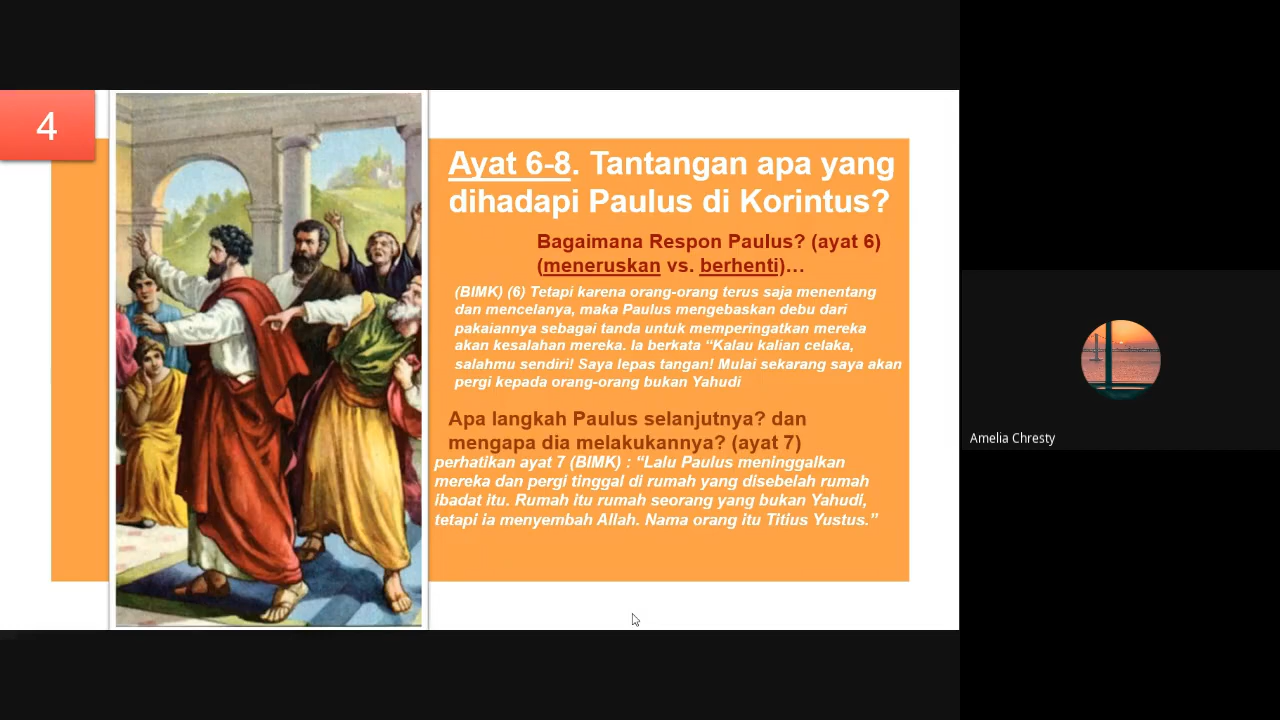 4
Ayat 6-8. Tantangan apa yang
dihadapi Paulus di Korintus?
Bagaimana Respon Paulus? (ayat 6)
(meneruskan vs. berhenti)…
(BIMK) (6) Tetapi karena orang-orang terus saja menentang
dan mencelanya, maka Paulus mengebaskan debu dari
pakaiannya sebagai tanda untuk memperingatkan mereka
akan kesalahan mereka. Ia berkata “Kalau kalian celaka,
salahmu sendiri! Saya lepas tangan! Mulai sekarang saya akan
pergi kepada orang-orang bukan Yahudi
Apa langkah Paulus selanjutnya? dan
mengapa dia melakukannya? (ayat 7)
perhatikan ayat 7 (BIMK) : “Lalu Paulus meninggalkan
mereka dan pergi tinggal di rumah yang disebelah rumah
ibadat itu. Rumah itu rumah seorang yang bukan Yahudi,
tetapi ia menyembah Allah. Nama orang itu Titius Yustus.”
Amelia Chresty